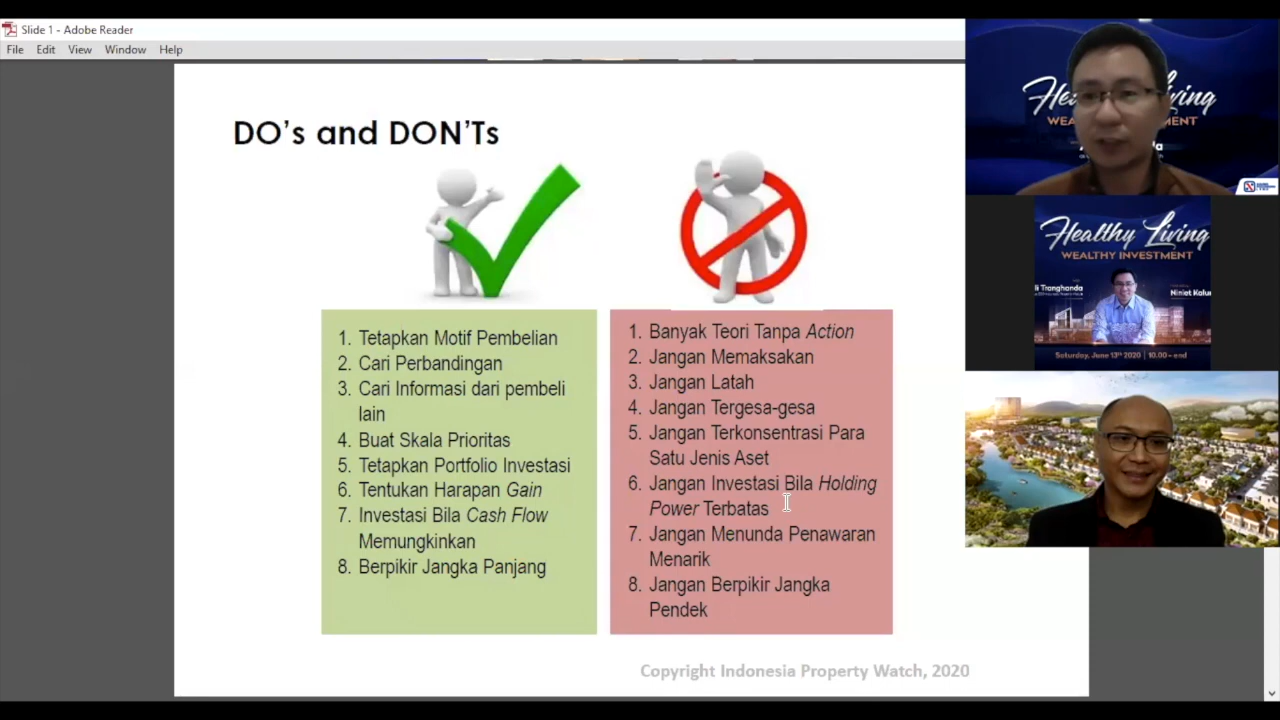 Slide 1 - Adobe Reader
File Edit View Window Help
DO's and DON'Ts
1. Tetapkan Motif Pembelian
2. Cari Perbandingan
3. Cari Informasi dari pembeli
lain
4. Buat Skala Prioritas
5. Tetapkan Portfolio Investasi
6. Tentukan Harapan Gain
7. Investasi Bila Cash Flow
Memungkinkan
8. Berpikir Jangka Panjang
1. Banyak Teori Tanpa Action
2. Jangan Memaksakan
3. Jangan Latah
4. Jangan Tergesa-gesa
5. Jangan Terkonsentrasi Para
Satu Jenis Aset
6. Jangan Investasi Bila Holding
Power Terbatas
7. Jangan Menunda Penawaran
Menarik
8. Jangan Berpikir Jangka
Pendek
Copyright Indonesia Property Watch, 2020
Healthy Living
WEALTHY INVESTMENT
Tranghanda
Niniet
Saturday, June 13th 2020 | 10.00 - end